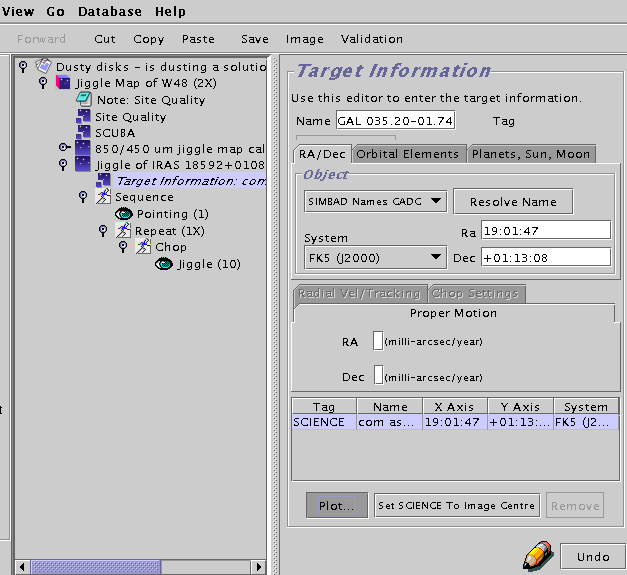 View Go Database Help
Forward Cut Copy Paste Save Image Validation
Dusty disks - is dusting a solutio
Jiggle Map of W48 (2X)
Note: Site Quality
Site Quality
SCUBA
850/450 um jiggle map cal
Jiggle of IRAS 18592+0108
Target Information: com
Sequence
Pointing (1)
Repeat (1X)
Chop
Jiggle (10)
Target Information
Use this editor to enter the target information.
Name GAL 035.20-01.74 Tag
RA/Dec Orbital Elements Planets, Sun, Moon
Object
SIMBAD Names CADC Resolve Name
Ra 19:01:47
System
FK5 (J2000) Dec +01:13:08
Radial Vel/Tracking Chop Settings
Proper Motion
RA (milli-arcsec/year)
Dec (milli-arcsec/year)
Tag Name X Axis Y Axis System
SCIENCE com as... 19:01:47 +01:13:... FK5 (J2...
Plot... Set SCIENCE To Image Centre Remove
Undo